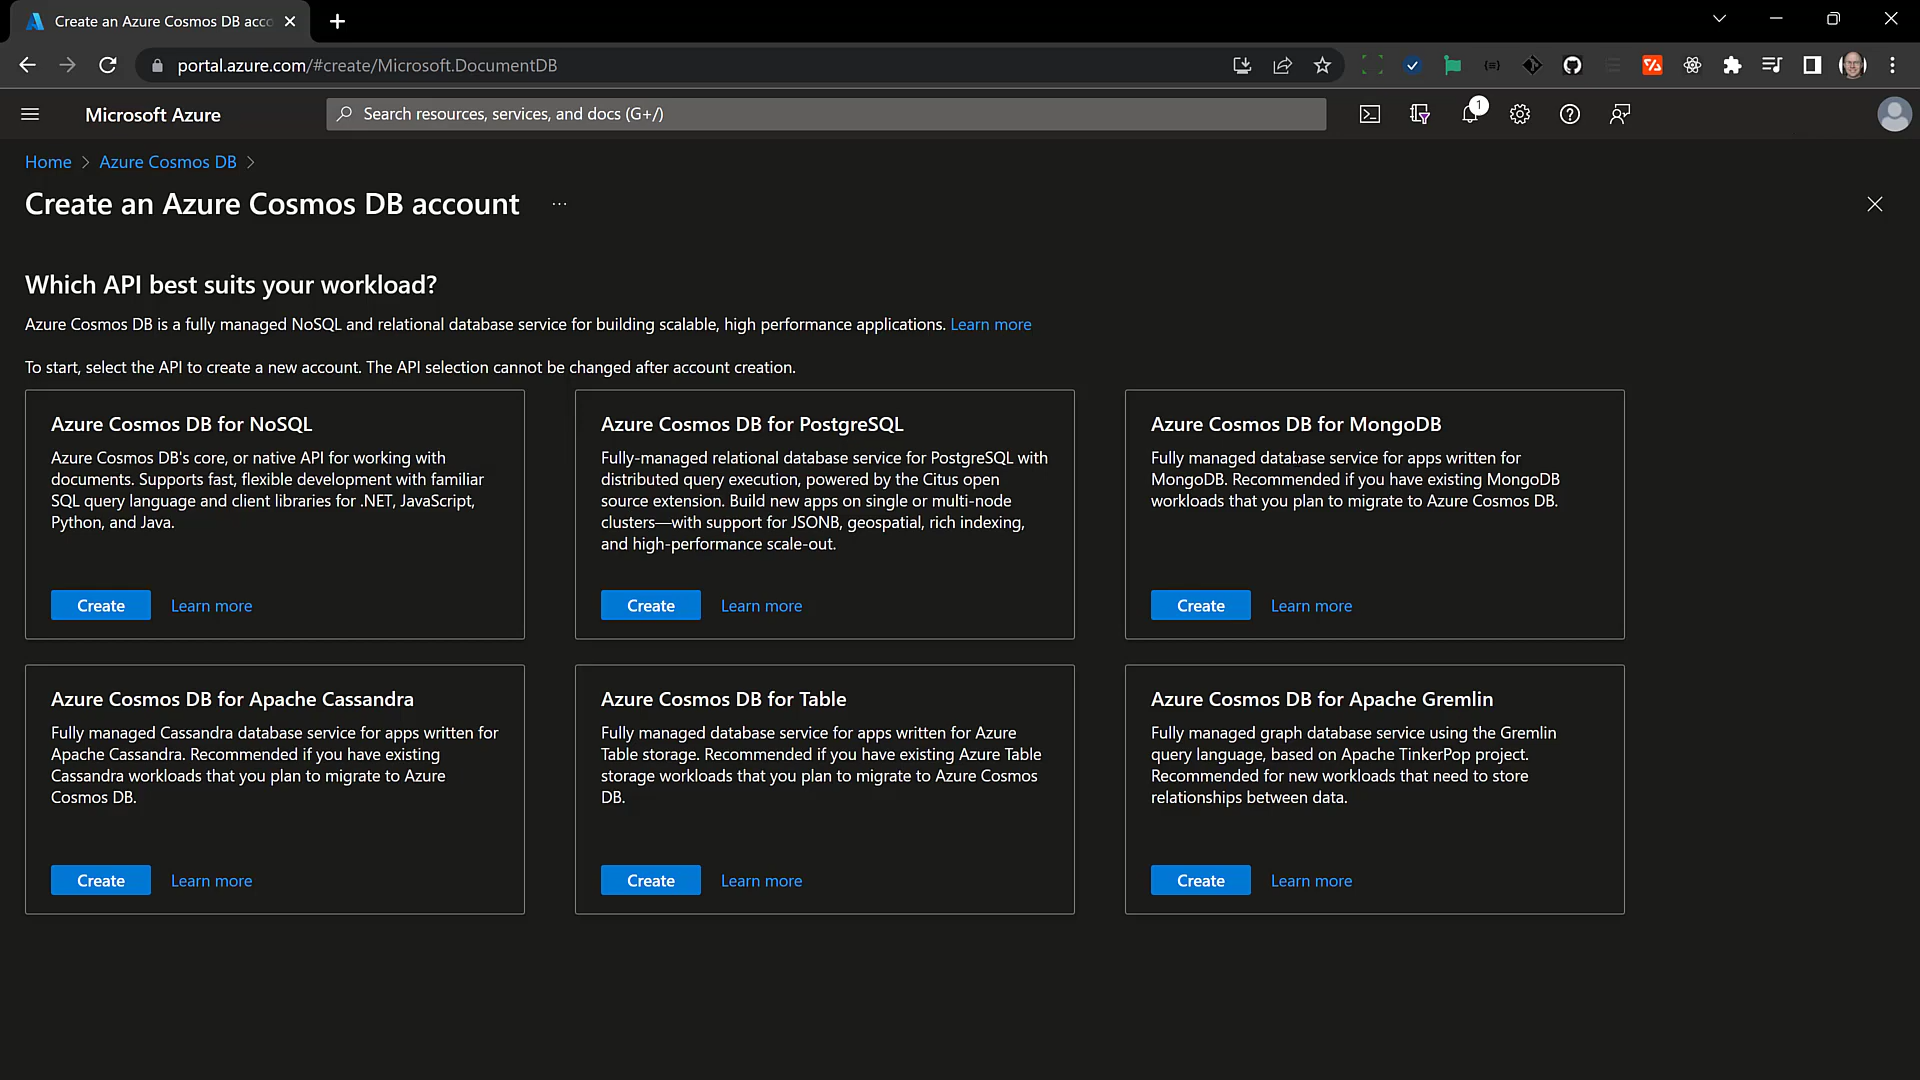 Create an Azure Cosmos DB acco
portal.azure.com/#create/Microsoft.DocumentDB
Microsoft Azure
Search resources, services, and docs (G+/)
1
Home > Azure Cosmos DB >
Create an Azure Cosmos DB account ...
Which API best suits your workload?
Azure Cosmos DB is a fully managed NoSQL and relational database service for building scalable, high performance applications. Learn more
To start, select the API to create a new account. The API selection cannot be changed after account creation.
Azure Cosmos DB for NoSQL
Azure Cosmos DB's core, or native API for working with
documents. Supports fast, flexible development with familiar
SQL query language and client libraries for .NET, JavaScript,
Python, and Java.
Create Learn more
Azure Cosmos DB for PostgreSQL
Fully-managed relational database service for PostgreSQL with
distributed query execution, powered by the Citus open
source extension. Build new apps on single or multi-node
clusters—with support for JSONB, geospatial, rich indexing,
and high-performance scale-out.
Create Learn more
Azure Cosmos DB for MongoDB
Fully managed database service for apps written for
MongoDB. Recommended if you have existing MongoDB
workloads that you plan to migrate to Azure Cosmos DB.
Create Learn more
Azure Cosmos DB for Apache Cassandra
Fully managed Cassandra database service for apps written for
Apache Cassandra. Recommended if you have existing
Cassandra workloads that you plan to migrate to Azure
Cosmos DB.
Create Learn more
Azure Cosmos DB for Table
Fully managed database service for apps written for Azure
Table storage. Recommended if you have existing Azure Table
storage workloads that you plan to migrate to Azure Cosmos
DB.
Create Learn more
Azure Cosmos DB for Apache Gremlin
Fully managed graph database service using the Gremlin
query language, based on Apache TinkerPop project.
Recommended for new workloads that need to store
relationships between data.
Create Learn more